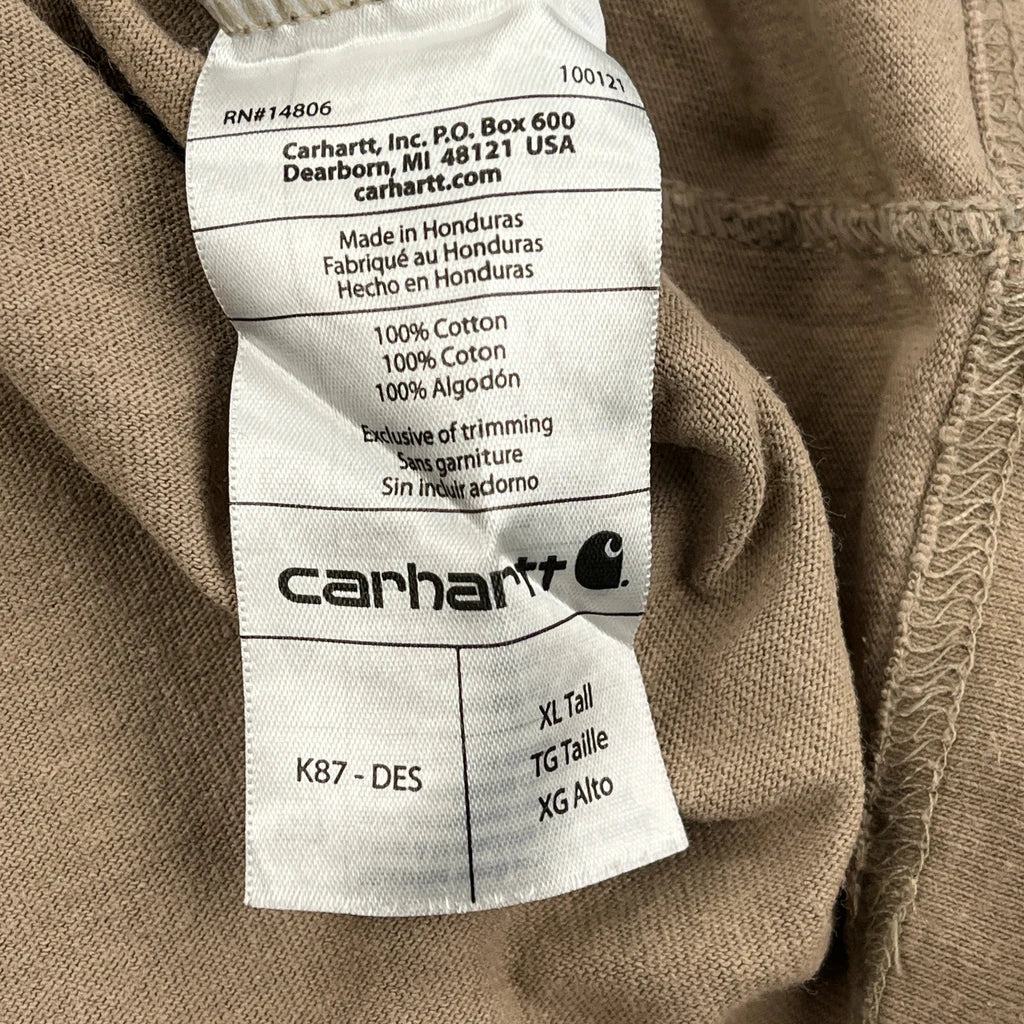 RN#14806 100121
Carhartt, Inc. P.O. Box 600
Dearborn, MI 48121 USA
carhartt.com
Made in Honduras
Fabriqué au Honduras
Hecho en Honduras
100% Cotton
100% Coton
100% Algodón
Exclusive of trimming
Sans garniture
Sin incluir adorno
carhartt
K87 - DES
XL Tall
TG Taille
XG Alto